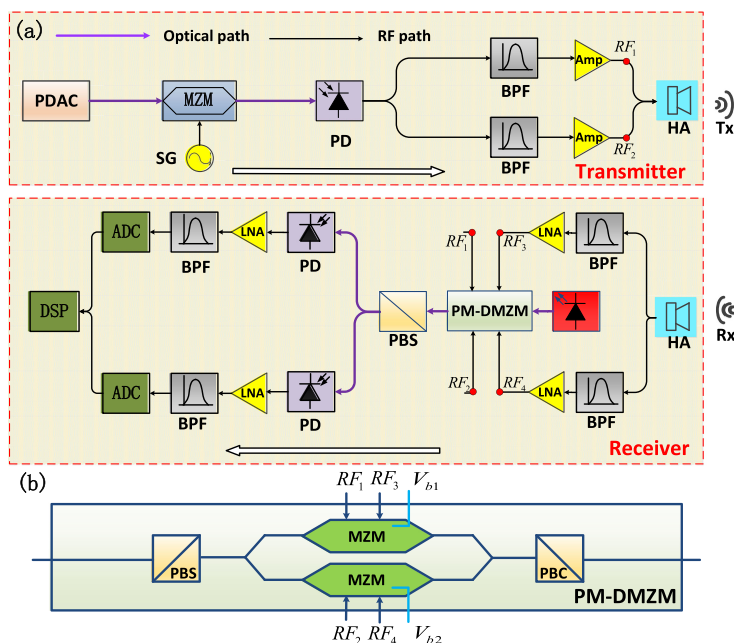 (a)
Optical path
RF path
PDAC
MZM
SG
PD
BPF
Amp
RF1
HA
Tx
BPF
Amp
RF2
Transmitter
ADC
BPF
LNA
PD
RF1
RF3
LNA
BPF
DSP
PBS
PM-DMZM
HA
Rx
ADC
BPF
LNA
PD
RF2
RF4
LNA
BPF
Receiver
(b)
RF1
RF3
Vb1
MZM
PBS
MZM
PBC
PM-DMZM
RF2
RF4
Vb2